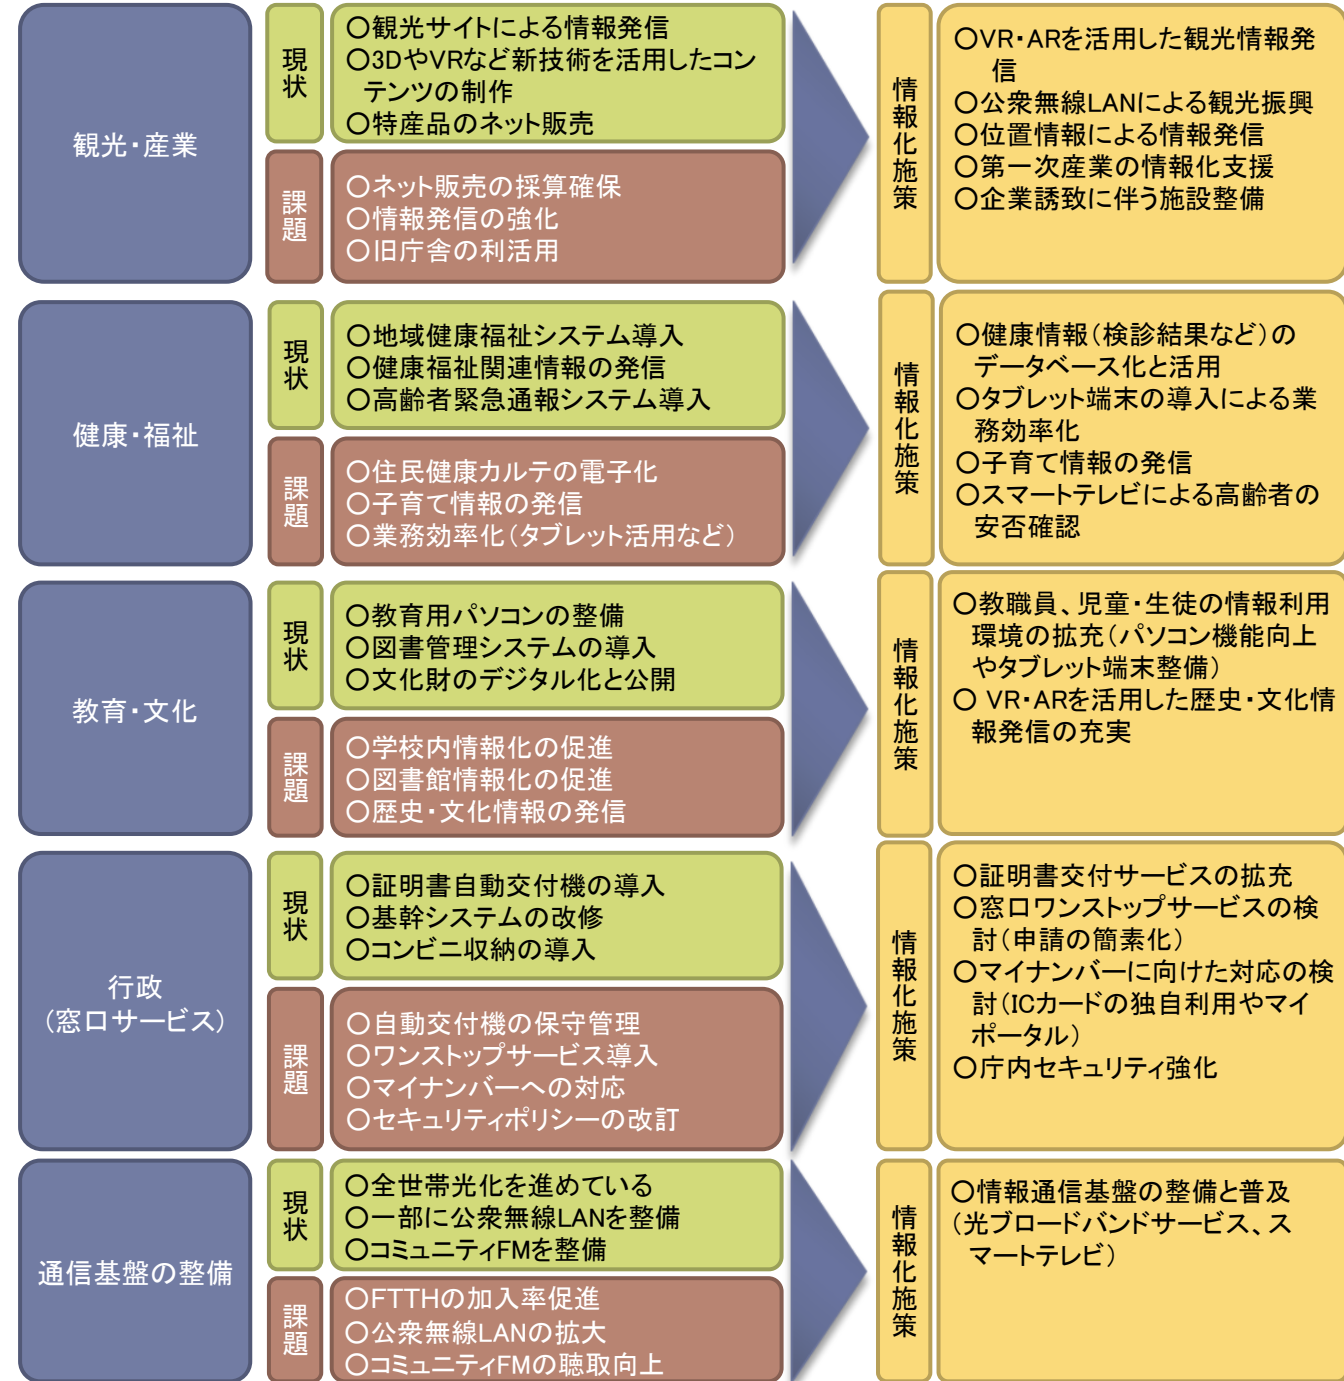 観光・産業
現状
○観光サイトによる情報発信
○3DやVRなど新技術を活用したコン
テンツの制作
○特産品のネット販売
課題
○ネット販売の採算確保
○情報発信の強化
○旧庁舎の利活用
情報化施策
○VR・ARを活用した観光情報発
信
○公衆無線LANによる観光振興
○位置情報による情報発信
○第一次産業の情報化支援
○企業誘致に伴う施設整備
健康・福祉
現状
○地域健康福祉システム導入
○健康福祉関連情報の発信
○高齢者緊急通報システム導入
課題
○住民健康カルテの電子化
○子育て情報の発信
○業務効率化（タブレット活用など）
情報化施策
○健康情報（検診結果など）の
データベース化と活用
○タブレット端末の導入による業
務効率化
○子育て情報の発信
○スマートテレビによる高齢者の
安否確認
教育・文化
現状
○教育用パソコンの整備
○図書管理システムの導入
○文化財のデジタル化と公開
課題
○学校内情報化の促進
○図書館情報化の促進
○歴史・文化情報の発信
情報化施策
○教職員、児童・生徒の情報利用
環境の拡充（パソコン機能向上
やタブレット端末整備）
○ VR・ARを活用した歴史・文化情
報発信の充実
行政
（窓口サービス）
現状
○証明書自動交付機の導入
○基幹システムの改修
○コンビニ収納の導入
課題
○自動交付機の保守管理
○ワンストップサービス導入
○マイナンバーへの対応
○セキュリティポリシーの改訂
情報化施策
○証明書交付サービスの拡充
○窓口ワンストップサービスの検
討（申請の簡素化）
○マイナンバーに向けた対応の検
討（ICカードの独自利用やマイ
ポータル）
○庁内セキュリティ強化
通信基盤の整備
現状
○全世帯光化を進めている
○一部に公衆無線LANを整備
○コミュニティFMを整備
課題
○FTTHの加入率促進
○公衆無線LANの拡大
○コミュニティFMの聴取向上
情報化施策
○情報通信基盤の整備と普及
（光ブロードバンドサービス、ス
マートテレビ）